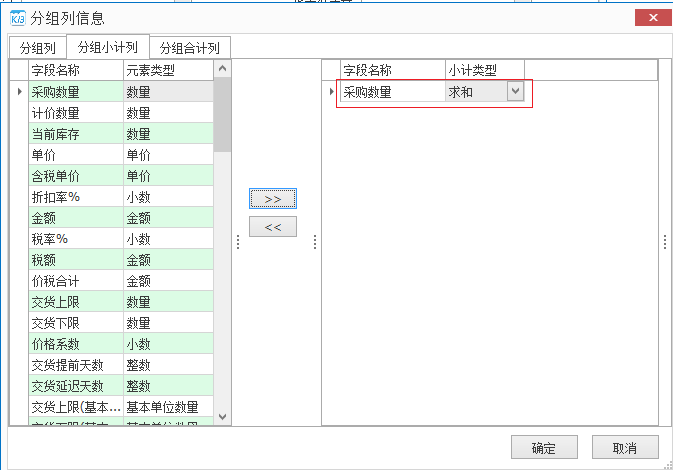 K/3 分组列信息
分组列 分组小计列 分组合计列
字段名称 元素类型
采购数量 数量
计价数量 数量
当前库存 数量
单价 单价
含税单价 单价
折扣率% 小数
金额 金额
税率% 小数
税额 金额
价税合计 金额
交货上限 数量
交货下限 数量
价格系数 小数
交货提前天数 整数
交货延迟天数 整数
交货上限(基本... 基本单位数量
>>
<<
字段名称 小计类型
采购数量 求和
确定 取消